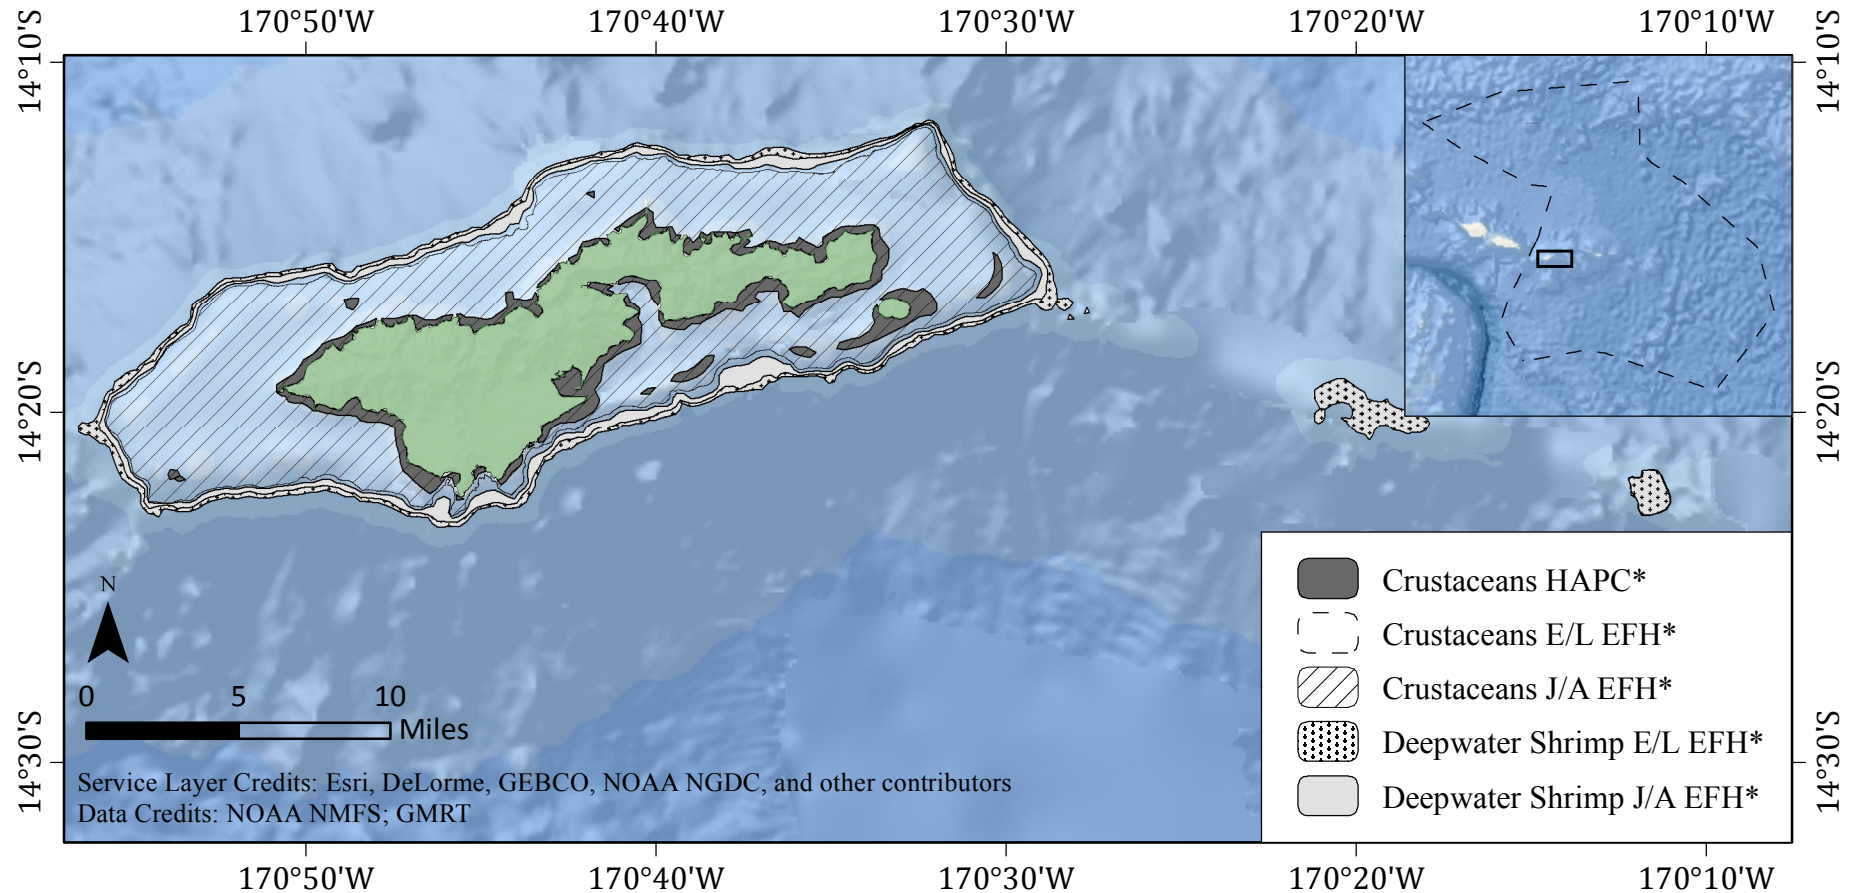 170°50'W 170°40'W 170°30'W 170°20'W 170°10'W
14°10'S 14°10'S
14°20'S 14°20'S
14°30'S 14°30'S
N
0 5 10
Miles
Service Layer Credits: Esri, DeLorme, GEBCO, NOAA NGDC, and other contributors
Data Credits: NOAA NMFS; GMRT
Crustaceans HAPC*
Crustaceans E/L EFH*
Crustaceans J/A EFH*
Deepwater Shrimp E/L EFH*
Deepwater Shrimp J/A EFH*
170°50'W 170°40'W 170°30'W 170°20'W 170°10'W